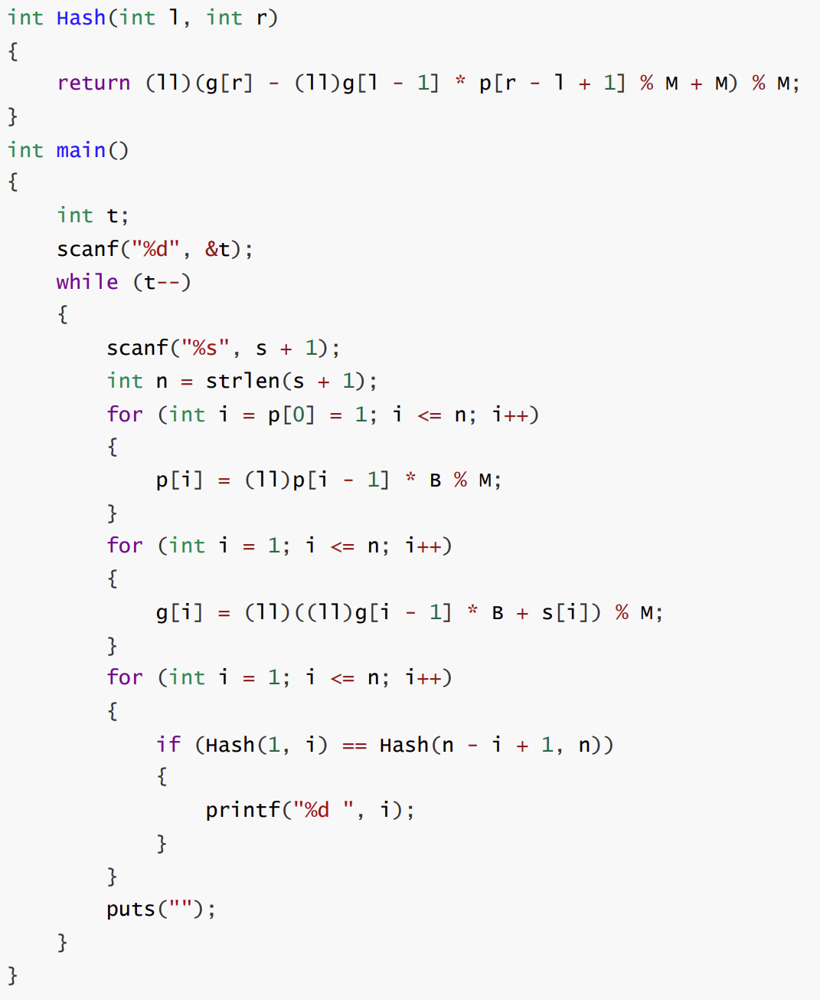 int Hash(int l, int r)
{
    return (ll)(g[r] - (ll)g[l - 1] * p[r - l + 1] % M + M) % M;
}
int main()
{
    int t;
    scanf("%d", &t);
    while (t--)
    {
        scanf("%s", s + 1);
        int n = strlen(s + 1);
        for (int i = p[0] = 1; i <= n; i++)
        {
            p[i] = (ll)p[i - 1] * B % M;
        }
        for (int i = 1; i <= n; i++)
        {
            g[i] = (ll)((ll)g[i - 1] * B + s[i]) % M;
        }
        for (int i = 1; i <= n; i++)
        {
            if (Hash(1, i) == Hash(n - i + 1, n))
            {
                printf("%d ", i);
            }
        }
        puts("");
    }
}